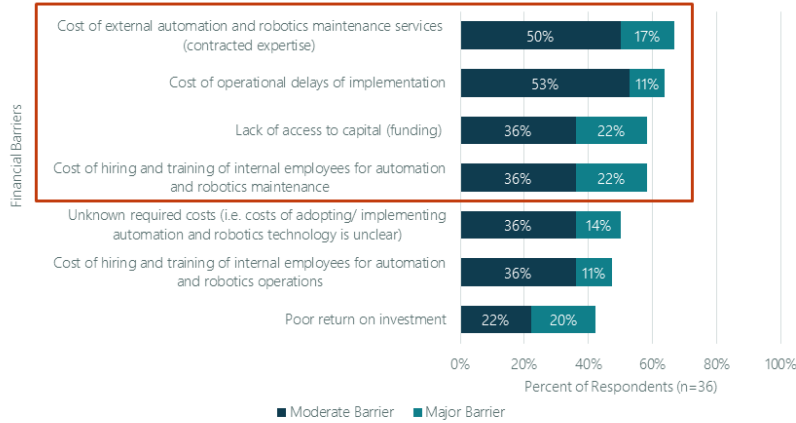 Financial Barriers
Cost of external automation and robotics maintenance services
(contracted expertise)
50% 17%
Cost of operational delays of implementation
53% 11%
Lack of access to capital (funding)
36% 22%
Cost of hiring and training of internal employees for automation
and robotics maintenance
36% 22%
Unknown required costs (i.e. costs of adopting/ implementing
automation and robotics technology is unclear)
36% 14%
Cost of hiring and training of internal employees for automation
and robotics operations
36% 11%
Poor return on investment
22% 20%
0% 20% 40% 60% 80% 100%
Percent of Respondents (n=36)
Moderate Barrier Major Barrier